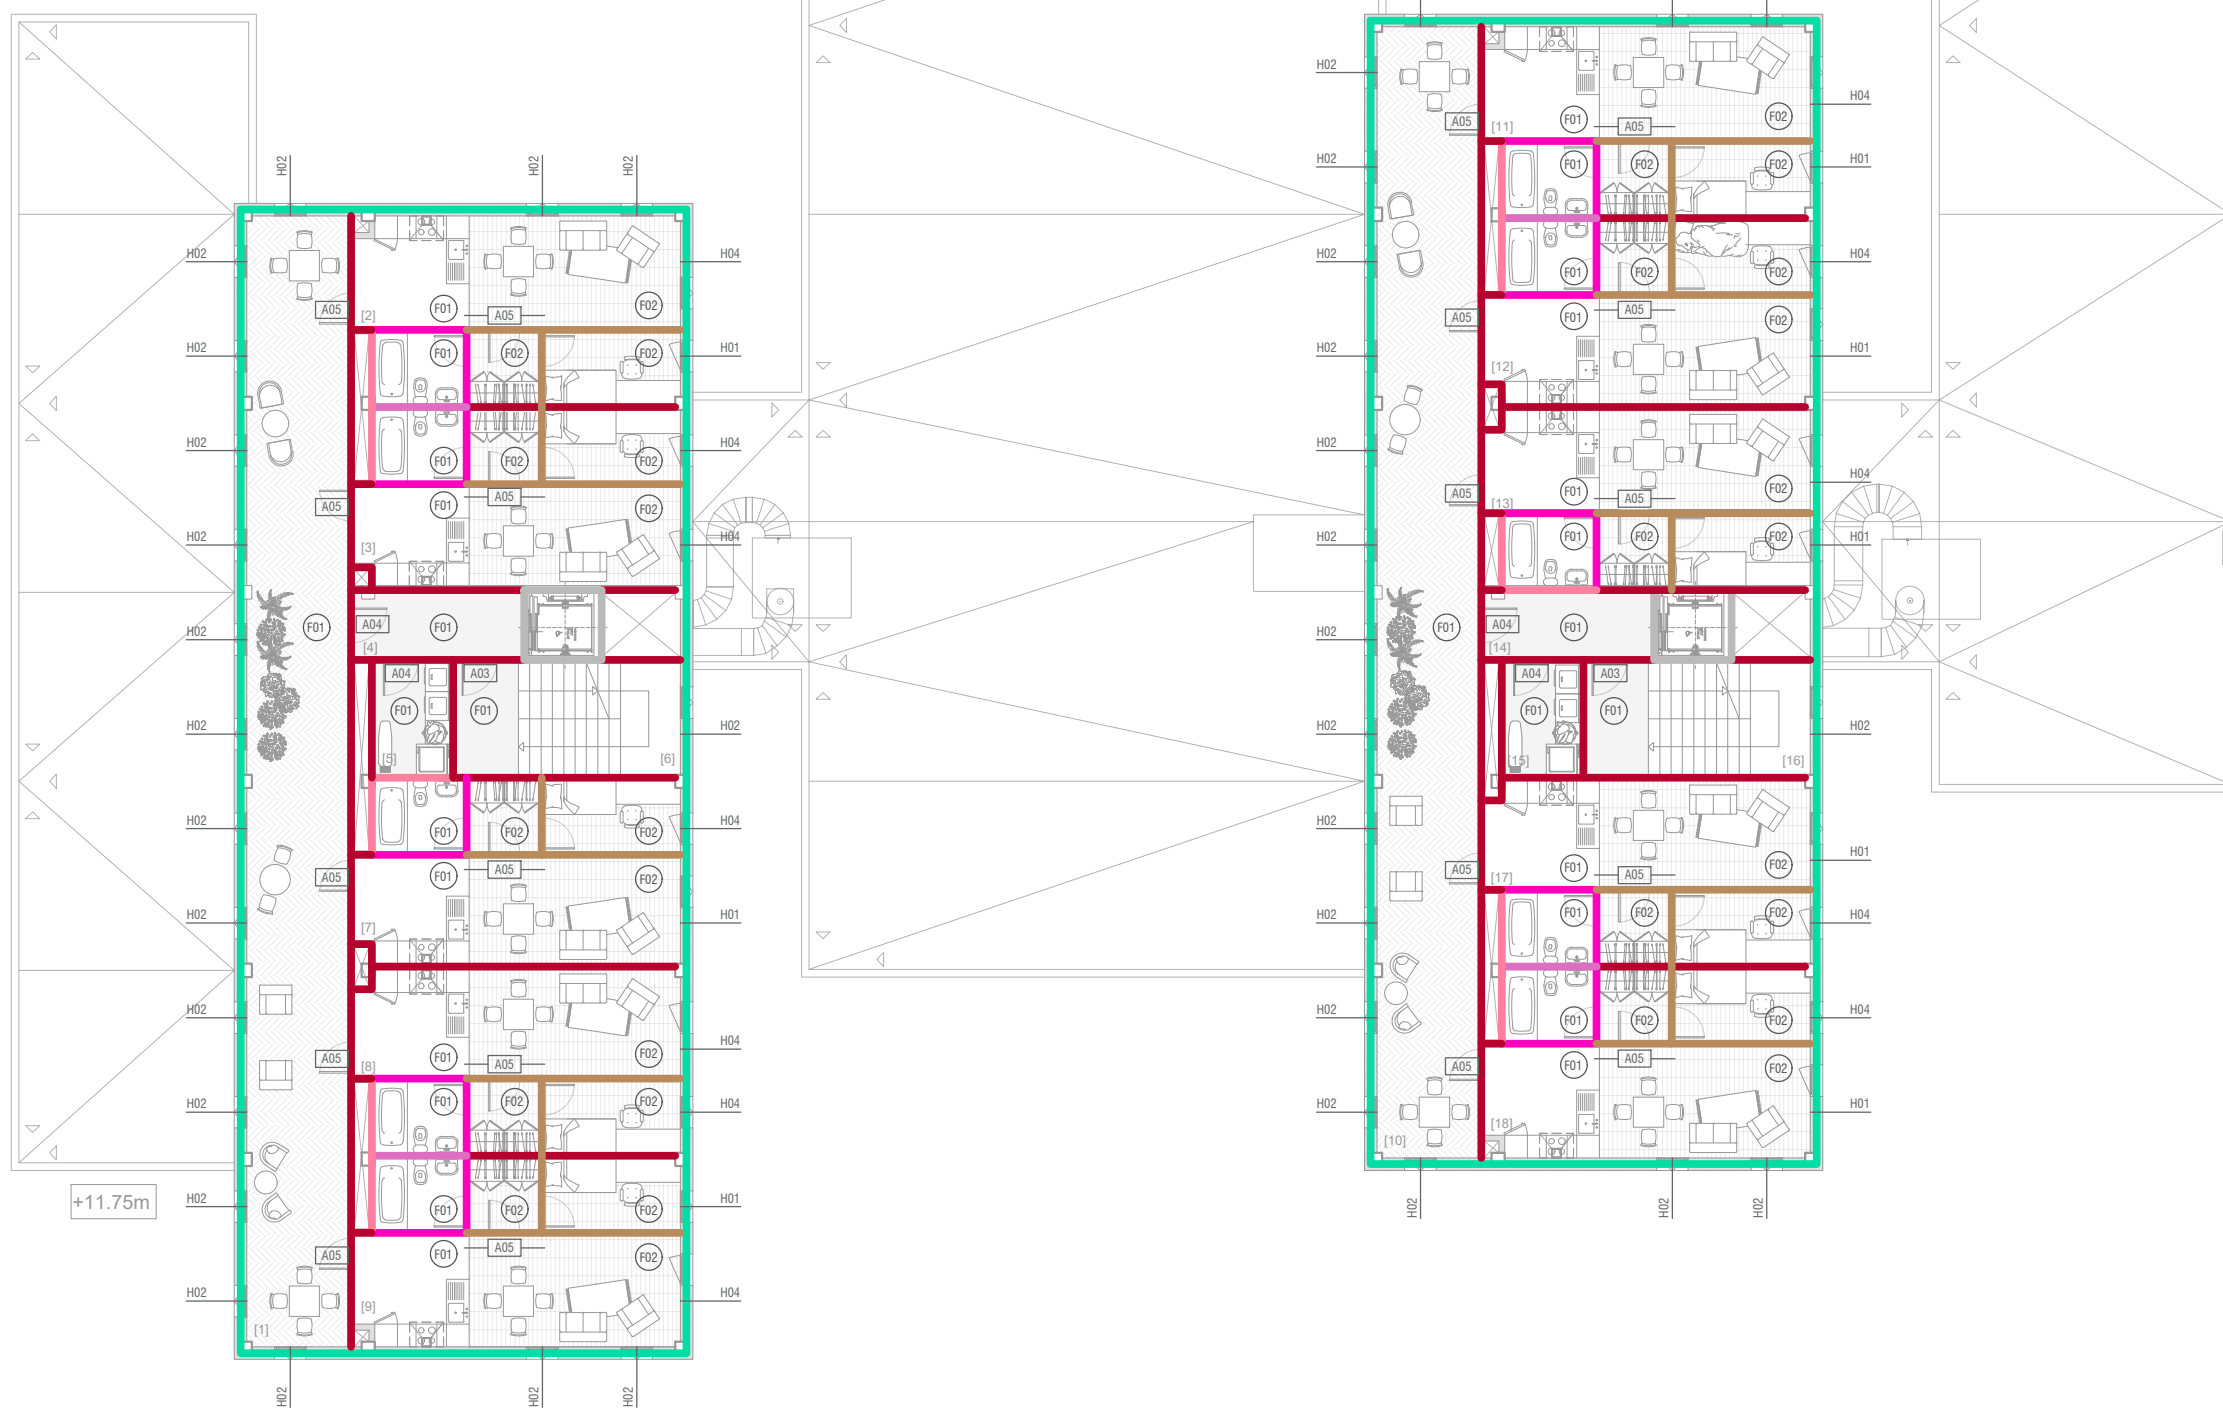 H02 H02 H02
H02 H04
A05 [2] F01 A05 F02
H02 F01 F02 F02 H01
H02 F01 F02 F02 H04
A05 F01 A05 F02
H02 [3] H04
H02 F01 A04 F01
[4]
A04 A03
F01 F01
H02 [5] [6] H02
H02 F01 F02 F02 H04
A05 F01 A05 F02
H02 [7] H01
H02
A05 [8] F01 A05 F02 H04
H02 F01 F02 F02 H04
H02 F01 F02 F02 H01
A05 F01 A05 F02
H02 [9] H04
[1]
H02 H02 H02
+11.75m
H02 H04
A05 [11] F01 A05 F02
H02 F01 F02 F02 H01
H02 F01 F02 F02 H04
A05 F01 A05 F02
H02 [12] H01
H02 H04
A05 [13] F01 A05 F02
H02 F01 F02 F02 H01
H02 F01 A04 F01
[14]
A04 A03
F01 F01
H02 [15] [16] H02
H02
A05 [17] F01 A05 F02 H01
H02 F01 F02 F02 H04
H02 F01 F02 F02 H04
A05 F01 A05 F02
H02 [18] H01
[10]
H02 H02 H02